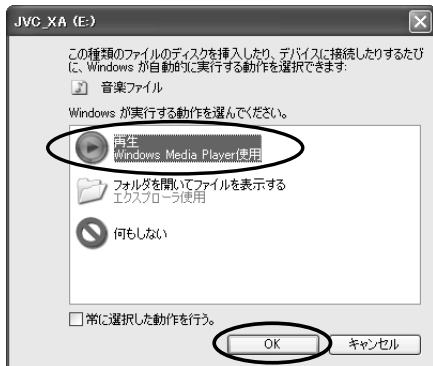 JVC_XA (E:)
この種類のファイルのディスクを挿入したり、デバイスに接続したりするたび
に、Windows が自動的に実行する動作を選択できます:
音楽ファイル
Windows が実行する動作を選んでください。
再生
Windows Media Player使用
フォルダを開いてファイルを表示する
エクスプローラ使用
何もしない
常に選択した動作を行う。
OK
キャンセル